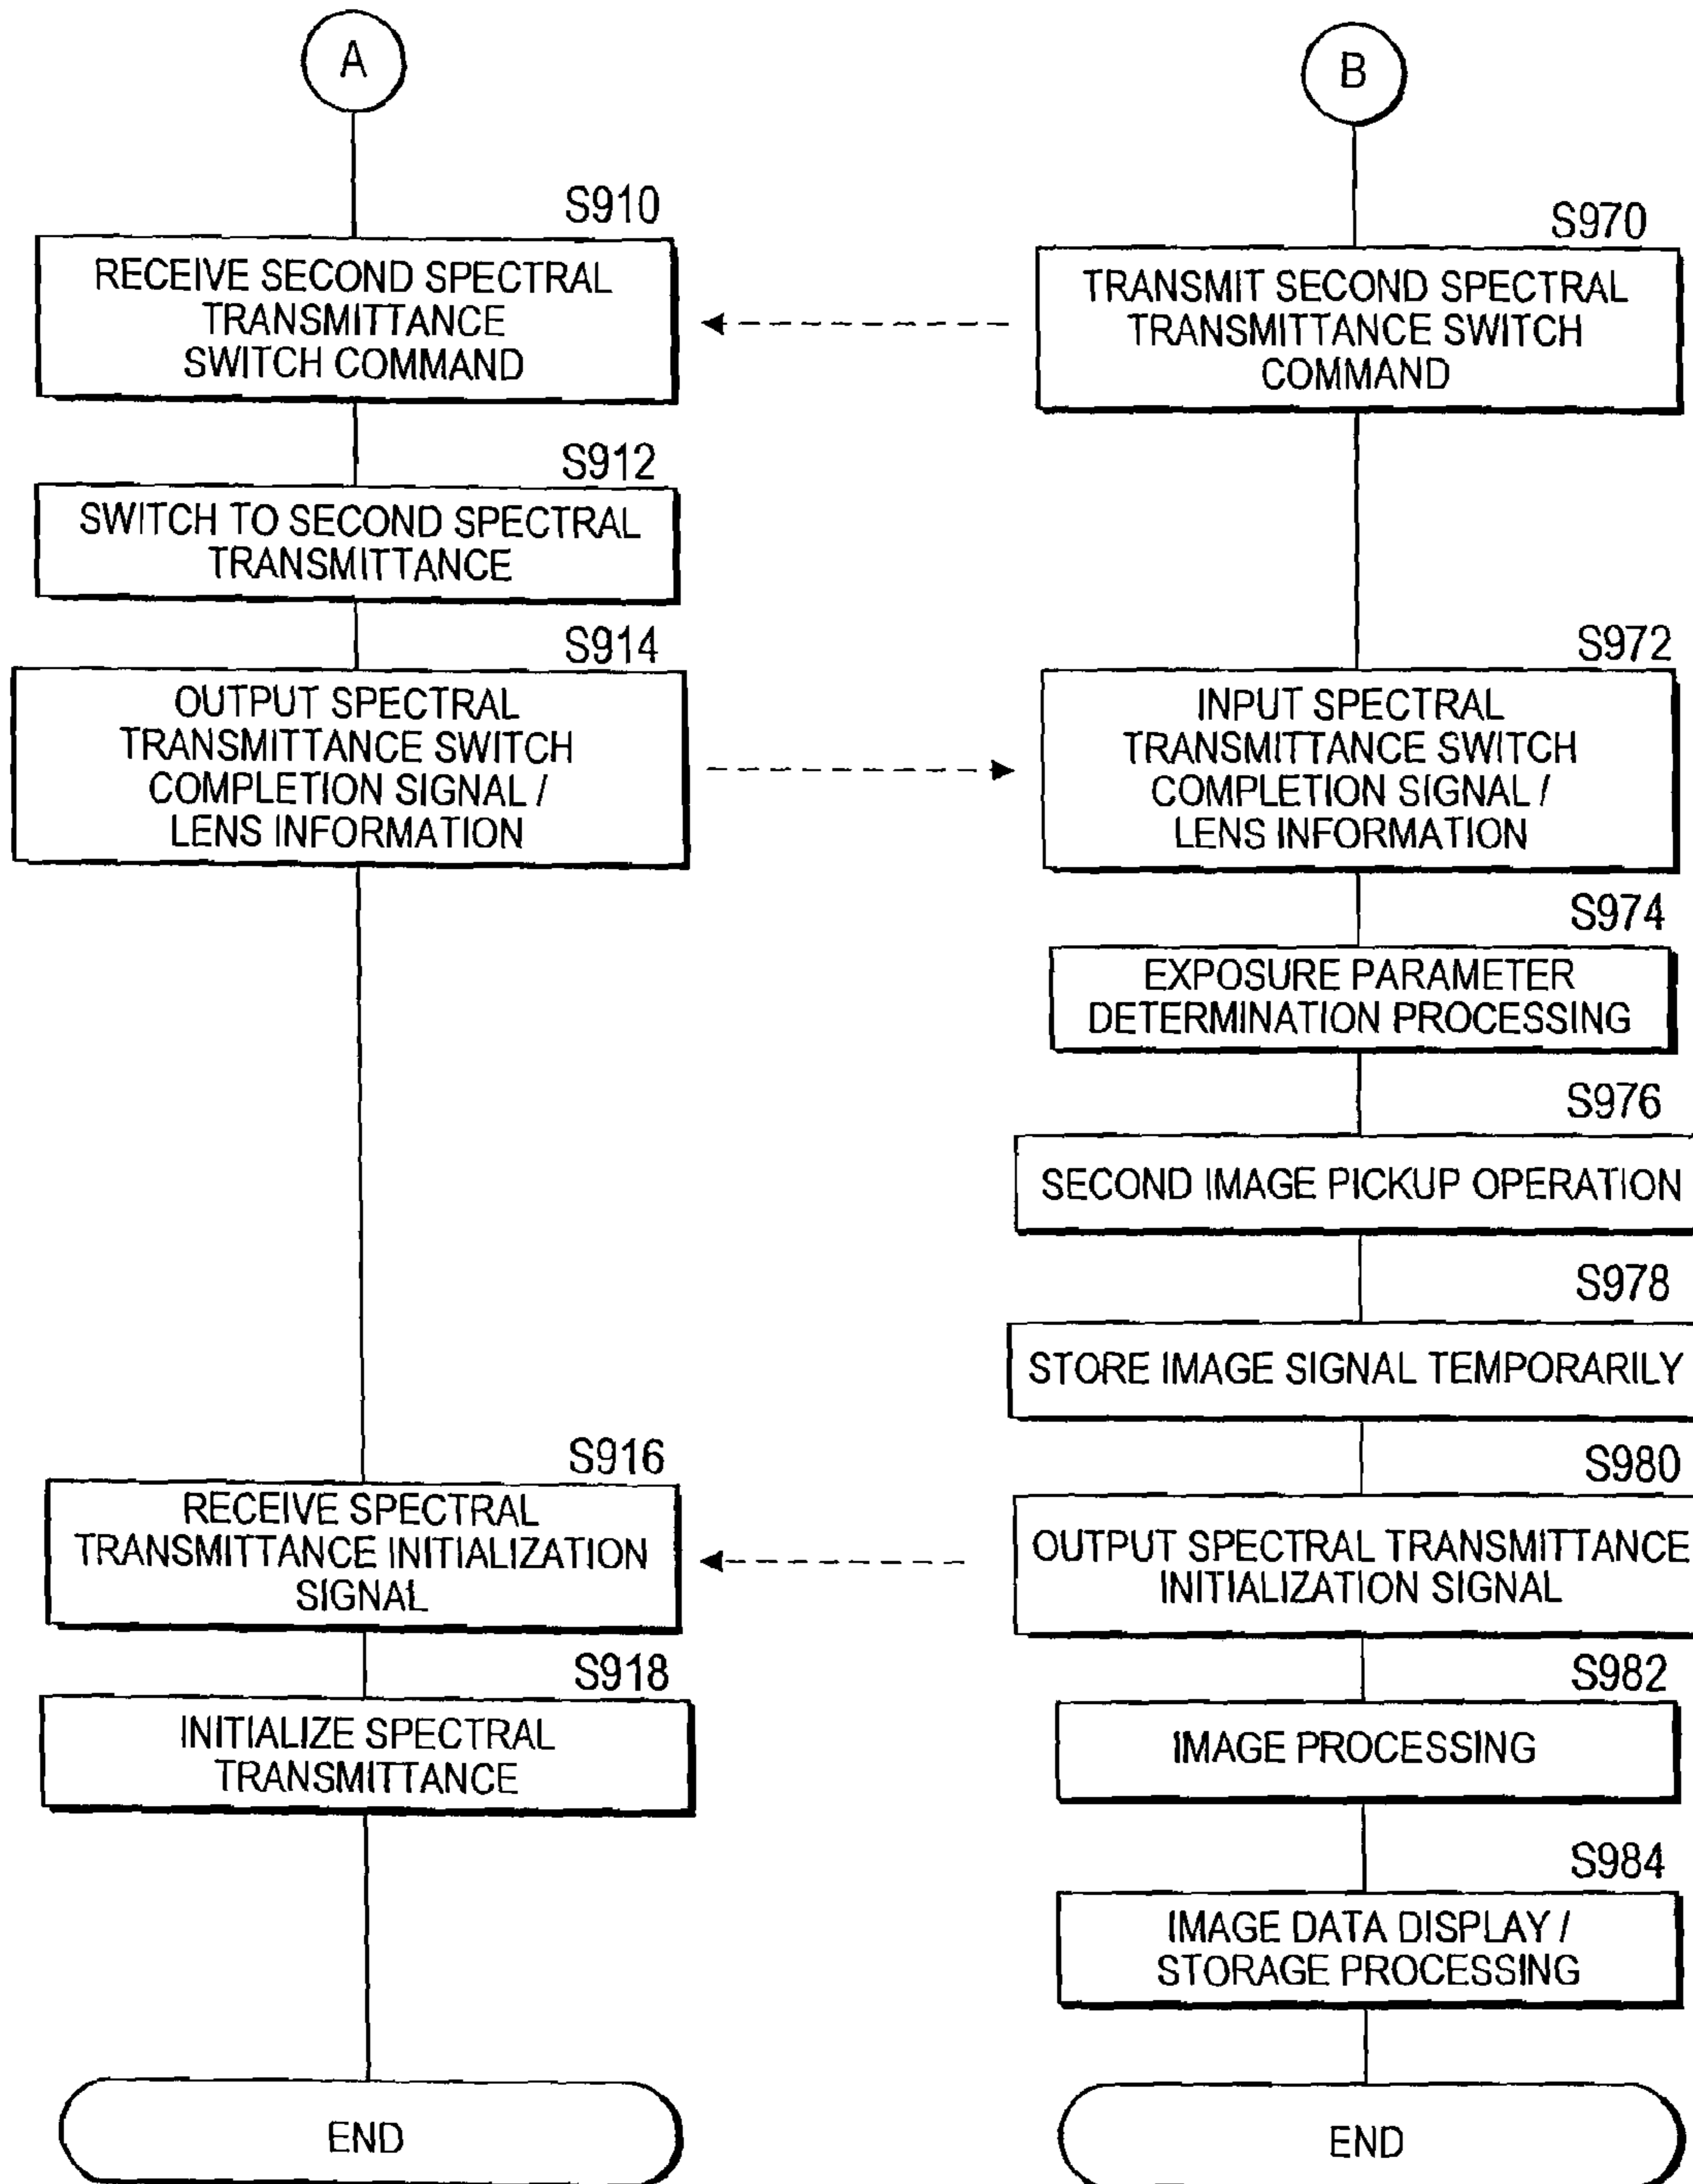 A
S910
RECEIVE SECOND SPECTRAL
TRANSMITTANCE
SWITCH COMMAND
S912
SWITCH TO SECOND SPECTRAL
TRANSMITTANCE
S914
OUTPUT SPECTRAL
TRANSMITTANCE SWITCH
COMPLETION SIGNAL /
LENS INFORMATION
S916
RECEIVE SPECTRAL
TRANSMITTANCE INITIALIZATION
SIGNAL
S918
INITIALIZE SPECTRAL
TRANSMITTANCE
END
B
S970
TRANSMIT SECOND SPECTRAL
TRANSMITTANCE SWITCH
COMMAND
S972
INPUT SPECTRAL
TRANSMITTANCE SWITCH
COMPLETION SIGNAL /
LENS INFORMATION
S974
EXPOSURE PARAMETER
DETERMINATION PROCESSING
S976
SECOND IMAGE PICKUP OPERATION
S978
STORE IMAGE SIGNAL TEMPORARILY
S980
OUTPUT SPECTRAL TRANSMITTANCE
INITIALIZATION SIGNAL
S982
IMAGE PROCESSING
S984
IMAGE DATA DISPLAY /
STORAGE PROCESSING
END